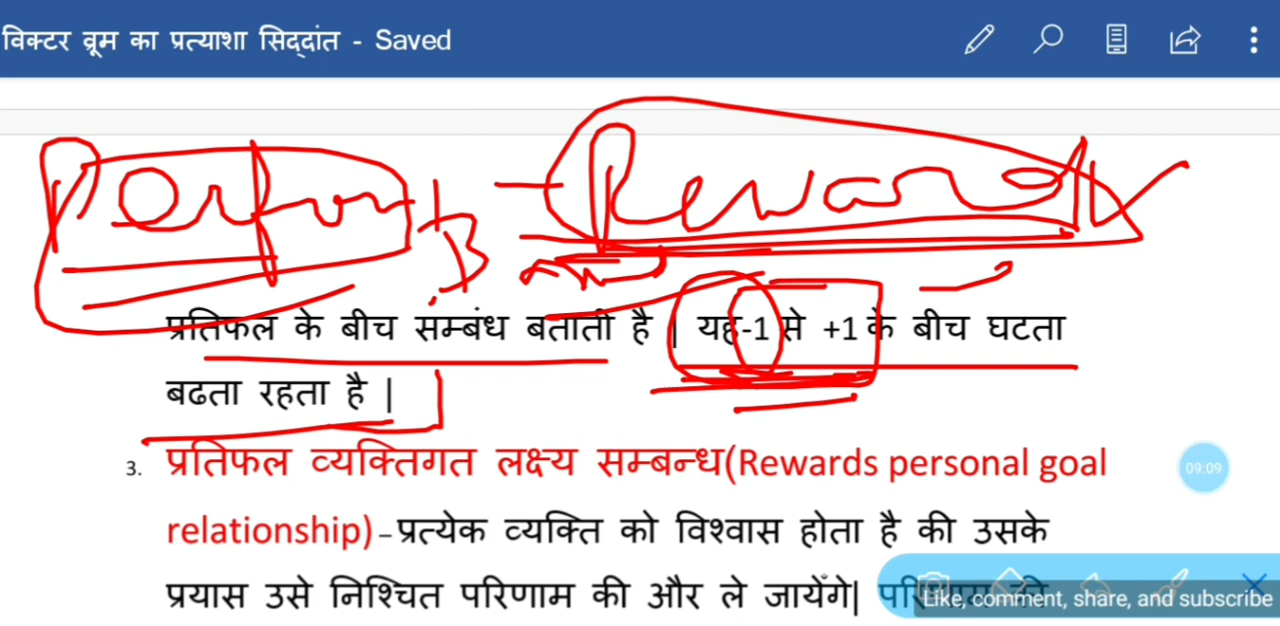 विक्टर व्रूम का प्रत्याशा सिद्दांत - Saved
Perform Reward
प्रतिफल के बीच सम्बंध बताती है | यह-1 से +1 के बीच घटता
बढता रहता है |
3. प्रतिफल व्यक्तिगत लक्ष्य सम्बन्ध(Rewards personal goal
09:09
relationship) –प्रत्येक व्यक्ति को विश्वास होता है की उसके
प्रयास उसे निश्चित परिणाम की और ले जायेंगे|
Like, comment, share, and subscribe